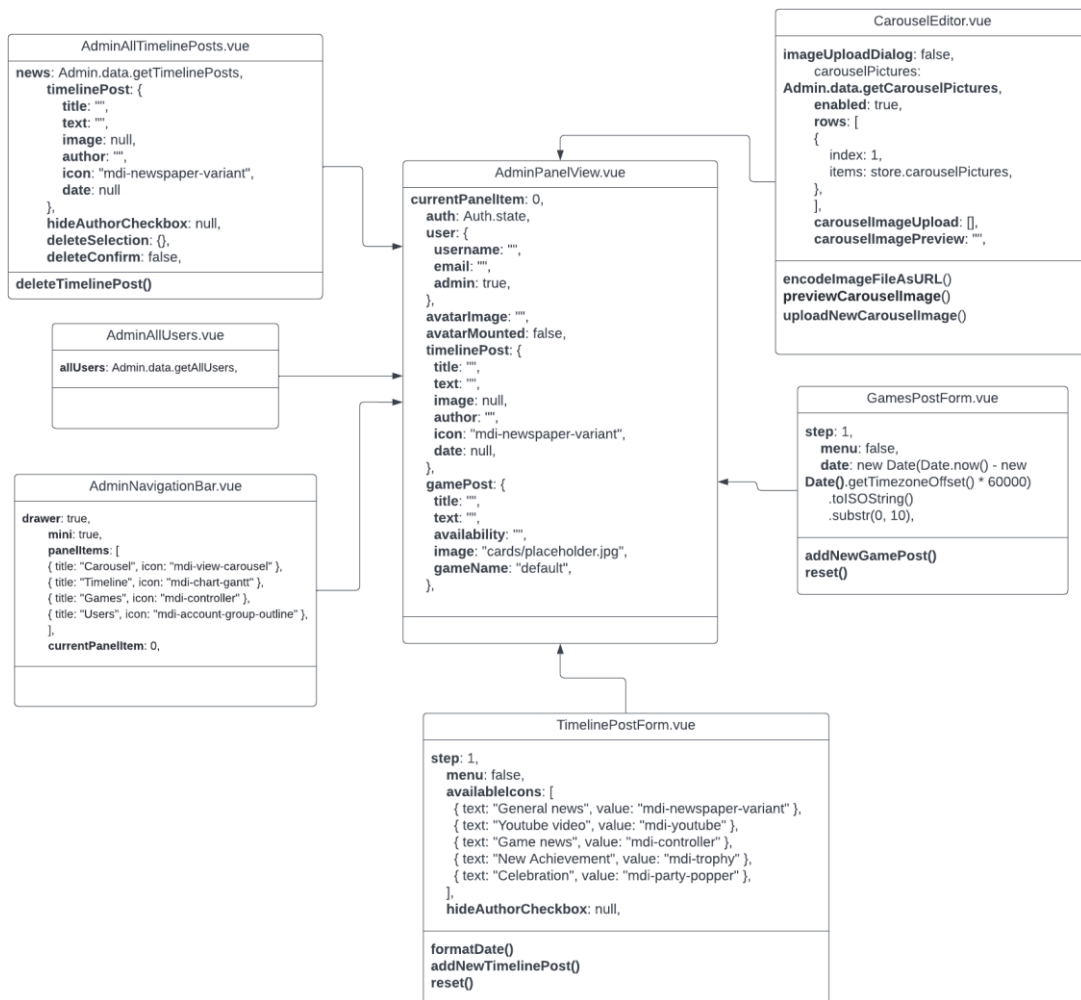 AdminAllTimelinePosts.vue
news: Admin.data.getTimelinePosts,
timelinePost: {
title: "",
text: "",
image: null,
author: "",
icon: "mdi-newspaper-variant",
date: null
},
hideAuthorCheckbox: null,
deleteSelection: {},
deleteConfirm: false,
deleteTimelinePost()
AdminAllUsers.vue
allUsers: Admin.data.getAllUsers,
AdminNavigationBar.vue
drawer: true,
mini: true,
panelItems: [
{ title: "Carousel", icon: "mdi-view-carousel" },
{ title: "Timeline", icon: "mdi-chart-gantt" },
{ title: "Games", icon: "mdi-controller" },
{ title: "Users", icon: "mdi-account-group-outline" },
],
currentPanelItem: 0,
AdminPanelView.vue
currentPanelItem: 0,
auth: Auth.state,
user: {
username: "",
email: "",
admin: true,
},
avatarImage: "",
avatarMounted: false,
timelinePost: {
title: "",
text: "",
image: null,
author: "",
icon: "mdi-newspaper-variant",
date: null,
},
gamePost: {
title: "",
text: "",
availability: "",
image: "cards/placeholder.jpg",
gameName: "default",
},
CarouselEditor.vue
imageUploadDialog: false,
carouselPictures:
Admin.data.getCarouselPictures,
enabled: true,
rows: [
{
index: 1,
items: store.carouselPictures,
},
],
carouselImageUpload: [],
carouselImagePreview: "",
encodeImageFileAsURL()
previewCarouselImage()
uploadNewCarouselImage()
GamesPostForm.vue
step: 1,
menu: false,
date: new Date(Date.now() - new
Date().getTimezoneOffset() * 60000)
.toISOString()
.substr(0, 10),
addNewGamePost()
reset()
TimelinePostForm.vue
step: 1,
menu: false,
availableIcons: [
{ text: "General news", value: "mdi-newspaper-variant" },
{ text: "Youtube video", value: "mdi-youtube" },
{ text: "Game news", value: "mdi-controller" },
{ text: "New Achievement", value: "mdi-trophy" },
{ text: "Celebration", value: "mdi-party-popper" },
],
hideAuthorCheckbox: null,
formatDate()
addNewTimelinePost()
reset()